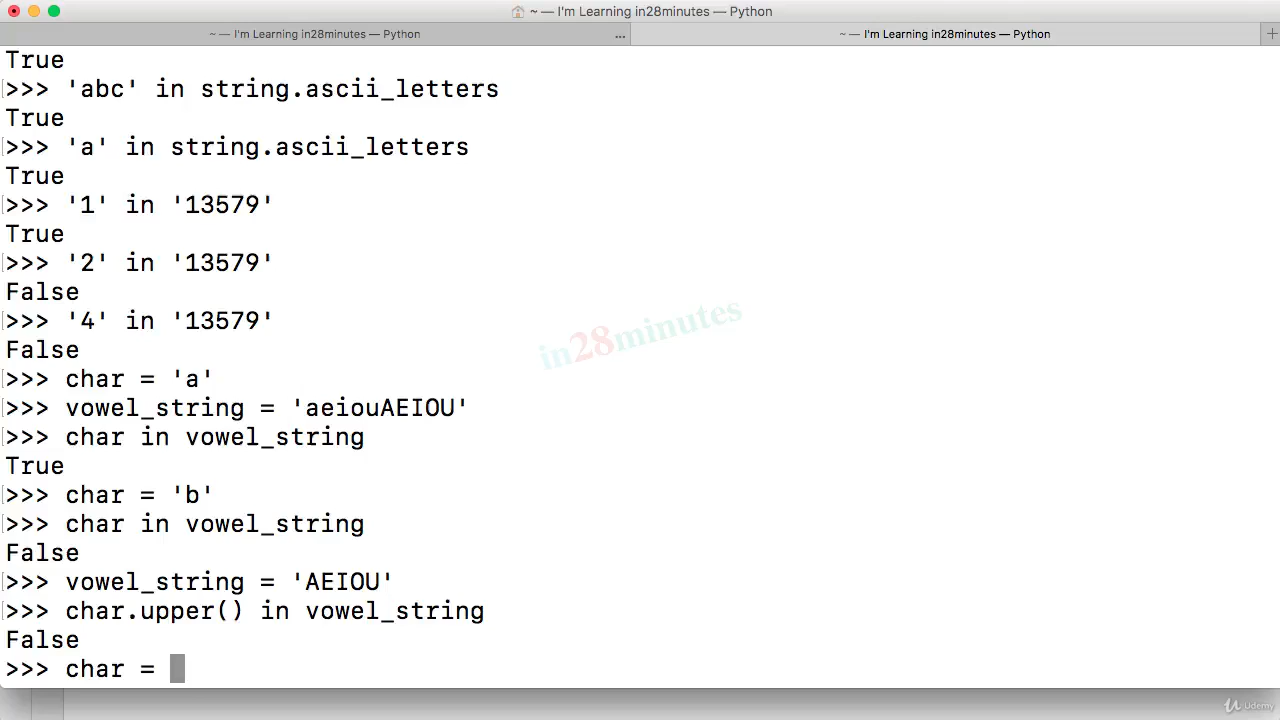 ~ — I'm Learning in28minutes — Python
~ — I'm Learning in28minutes — Python ... ~ — I'm Learning in28minutes — Python +
True
>>> 'abc' in string.ascii_letters
True
>>> 'a' in string.ascii_letters
True
>>> '1' in '13579'
True
>>> '2' in '13579'
False
>>> '4' in '13579'
False
>>> char = 'a'
>>> vowel_string = 'aeiouAEIOU'
>>> char in vowel_string
True
>>> char = 'b'
>>> char in vowel_string
False
>>> vowel_string = 'AEIOU'
>>> char.upper() in vowel_string
False
>>> char =
in28minutes
Udemy